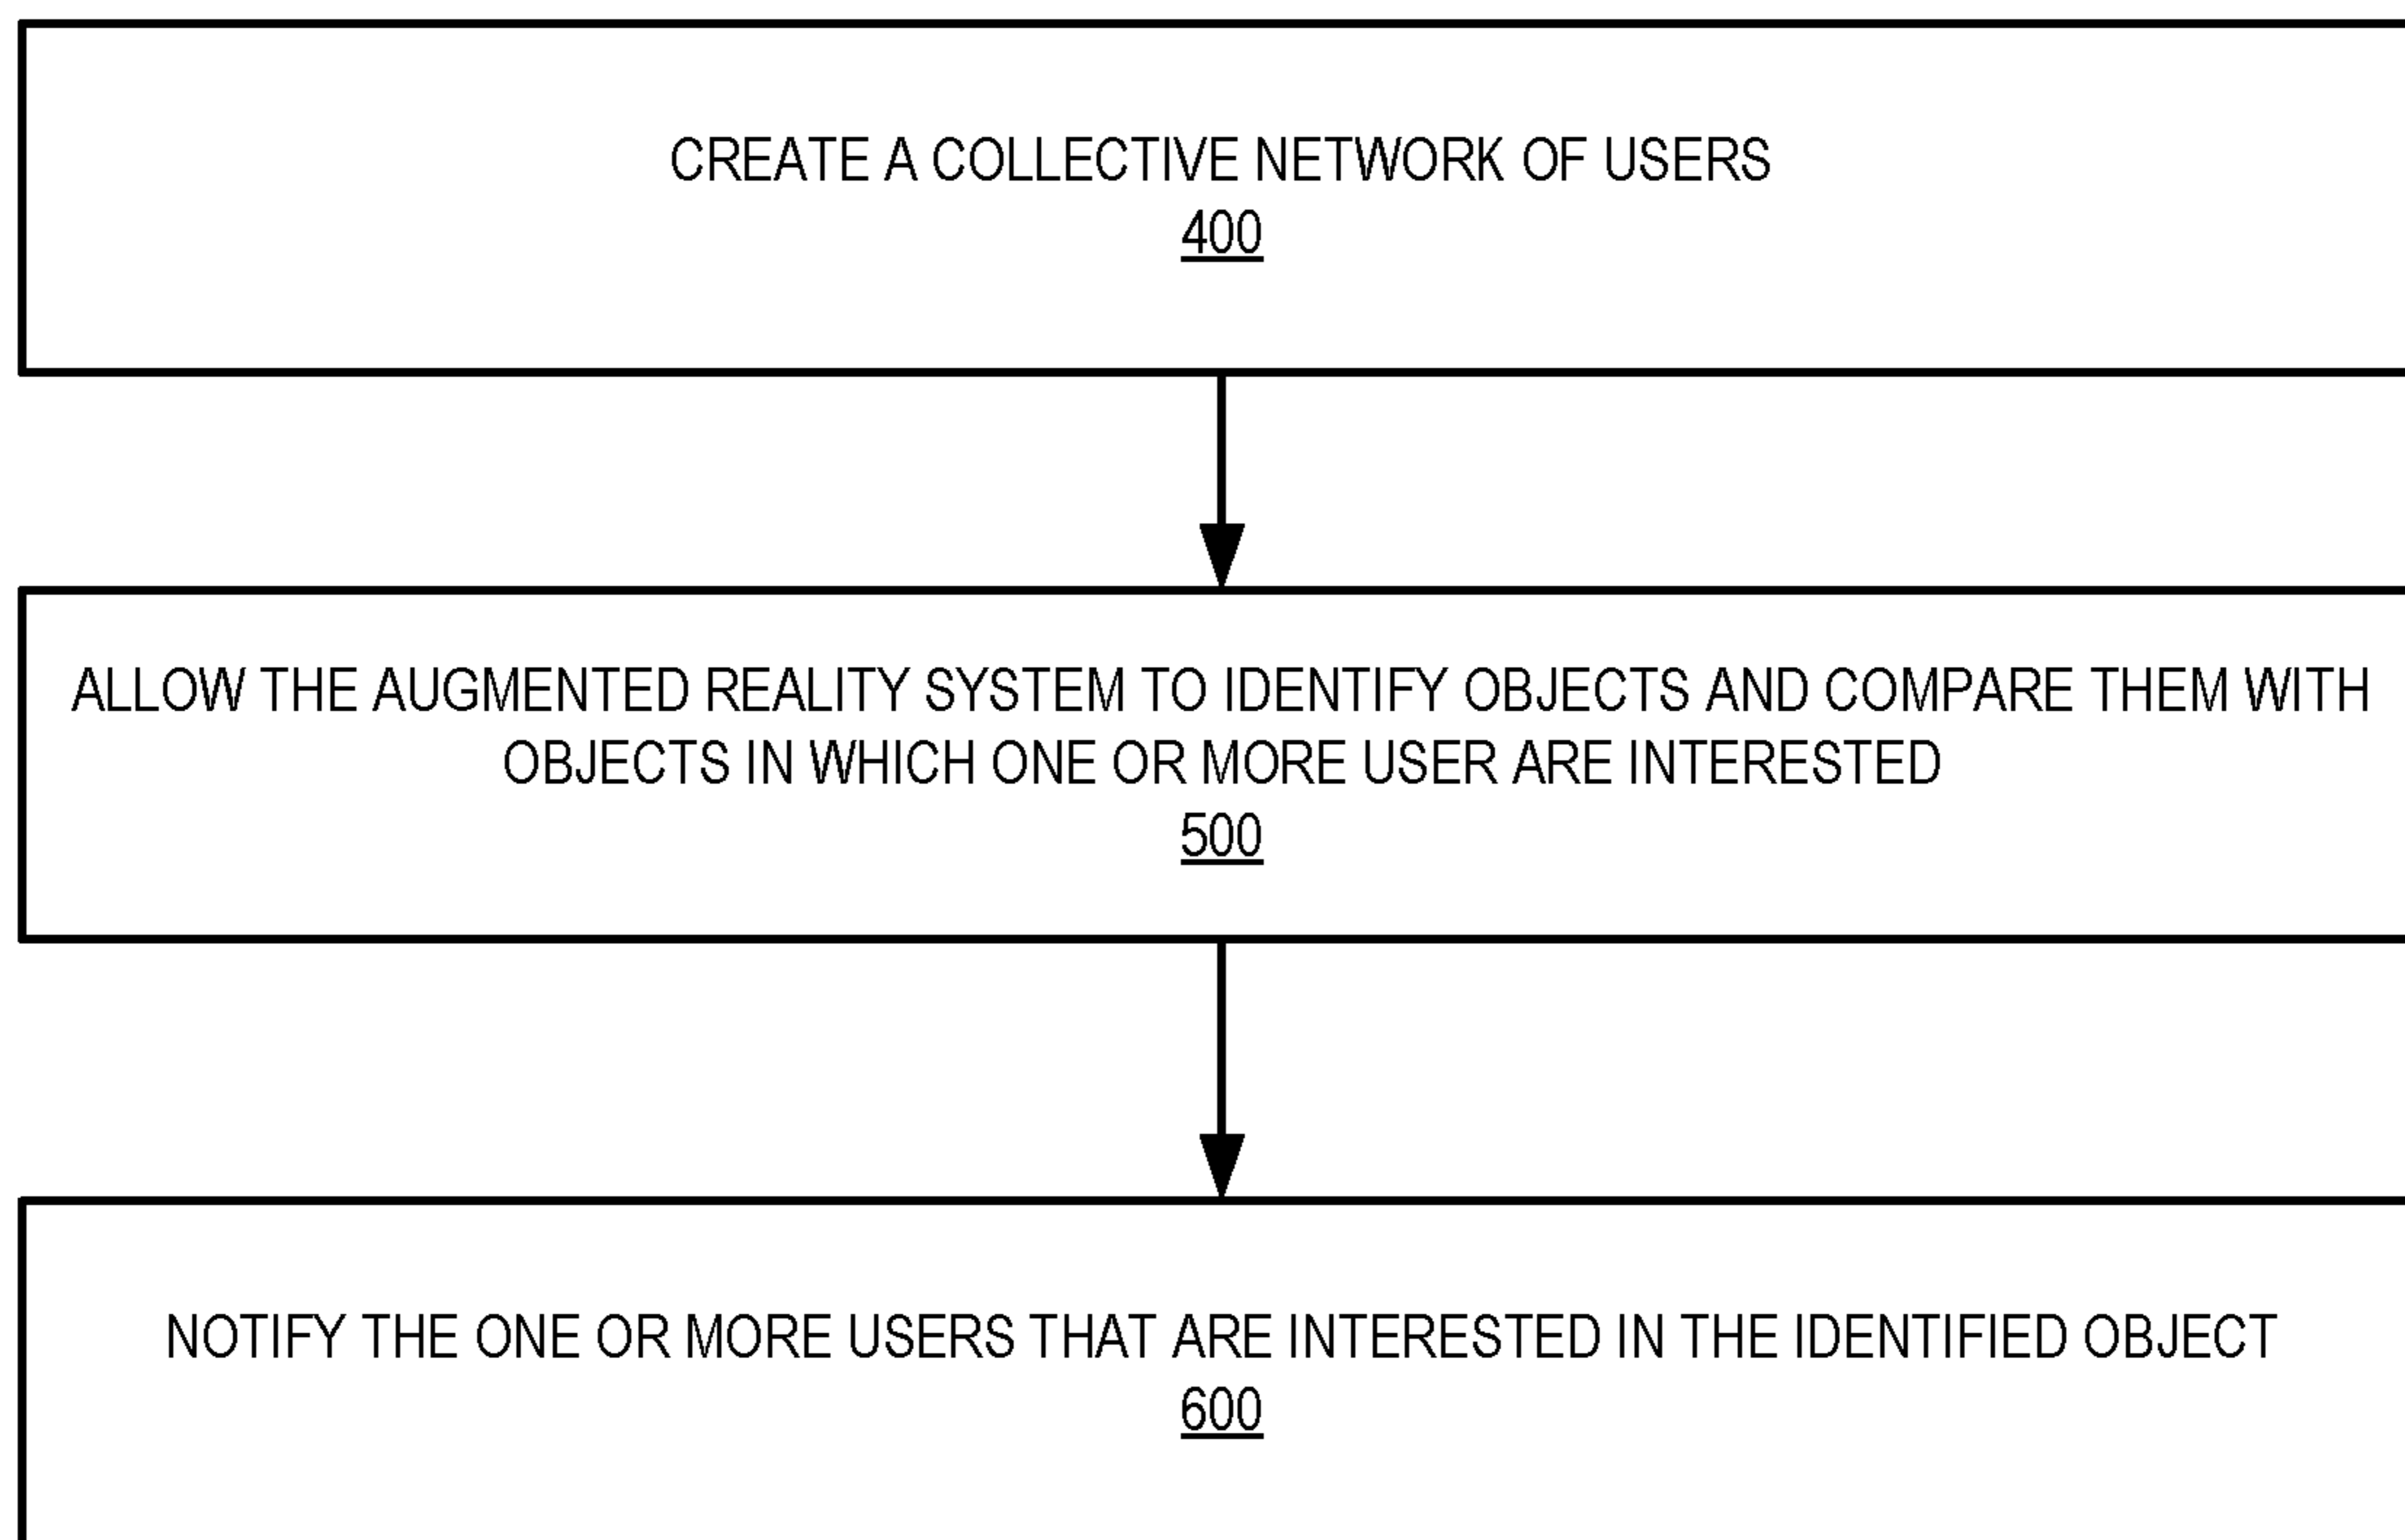 CREATE A COLLECTIVE NETWORK OF USERS
400
ALLOW THE AUGMENTED REALITY SYSTEM TO IDENTIFY OBJECTS AND COMPARE THEM WITH
OBJECTS IN WHICH ONE OR MORE USER ARE INTERESTED
500
NOTIFY THE ONE OR MORE USERS THAT ARE INTERESTED IN THE IDENTIFIED OBJECT
600